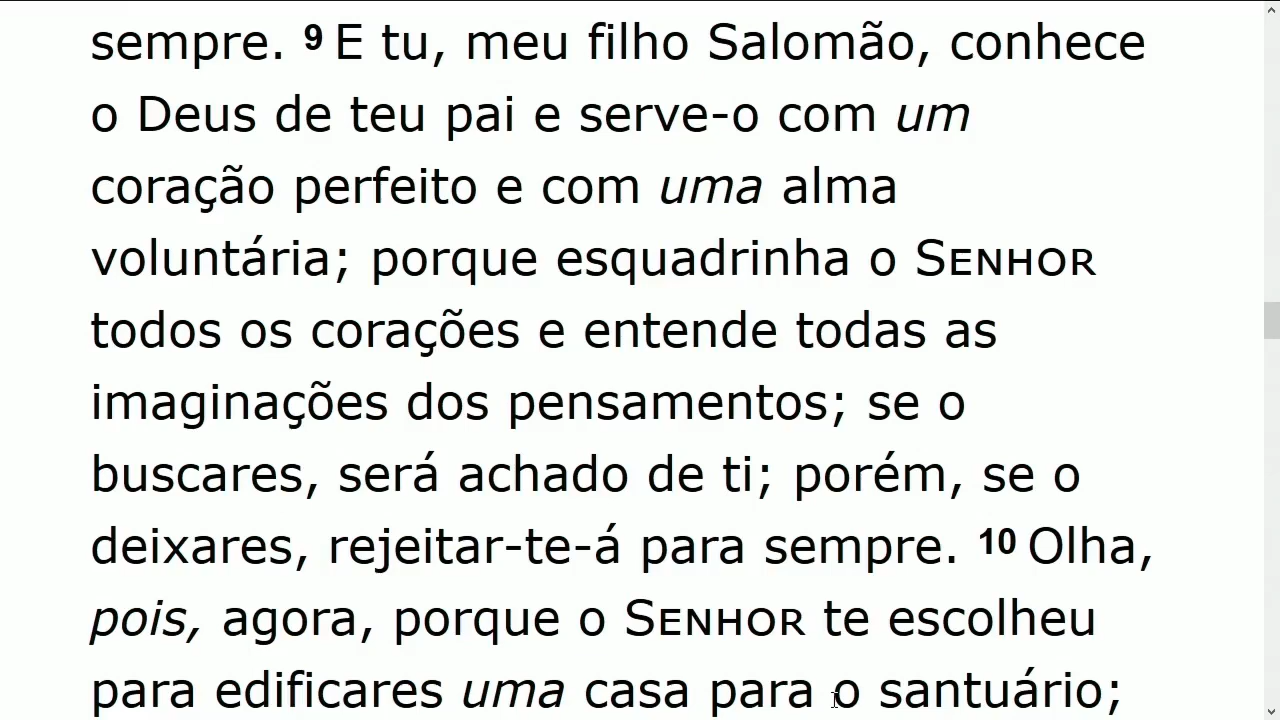 sempre. 9 E tu, meu filho Salomão, conhece
o Deus de teu pai e serve-o com um
coração perfeito e com uma alma
voluntária; porque esquadrinha o SENHOR
todos os corações e entende todas as
imaginações dos pensamentos; se o
buscares, será achado de ti; porém, se o
deixares, rejeitar-te-á para sempre. 10 Olha,
pois, agora, porque o SENHOR te escolheu
para edificares uma casa para o santuário;